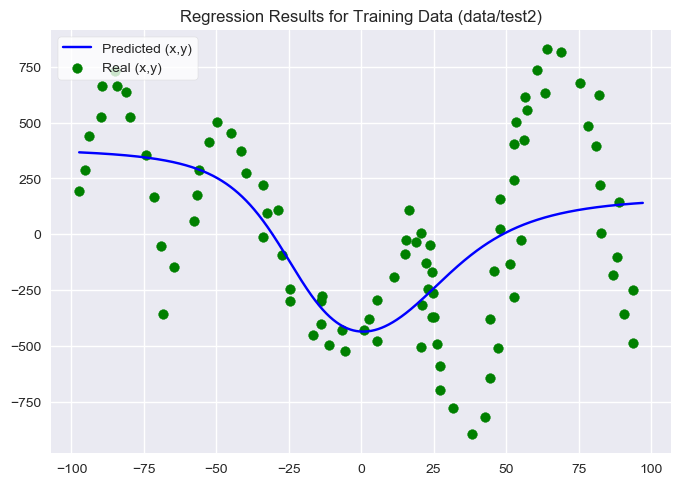 Regression Results for Training Data (data/test2)
Predicted (x,y)
Real (x,y)
750
500
250
0
−250
−500
−750
−100 −75 −50 −25 0 25 50 75 100